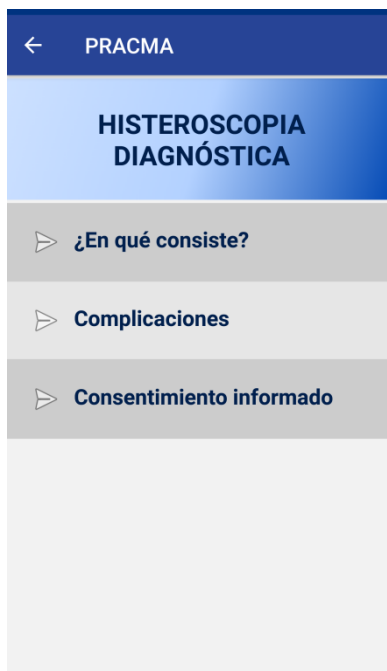 PRACMA
HISTEROSCOPIA
DIAGNÓSTICA
¿En qué consiste?
Complicaciones
Consentimiento informado